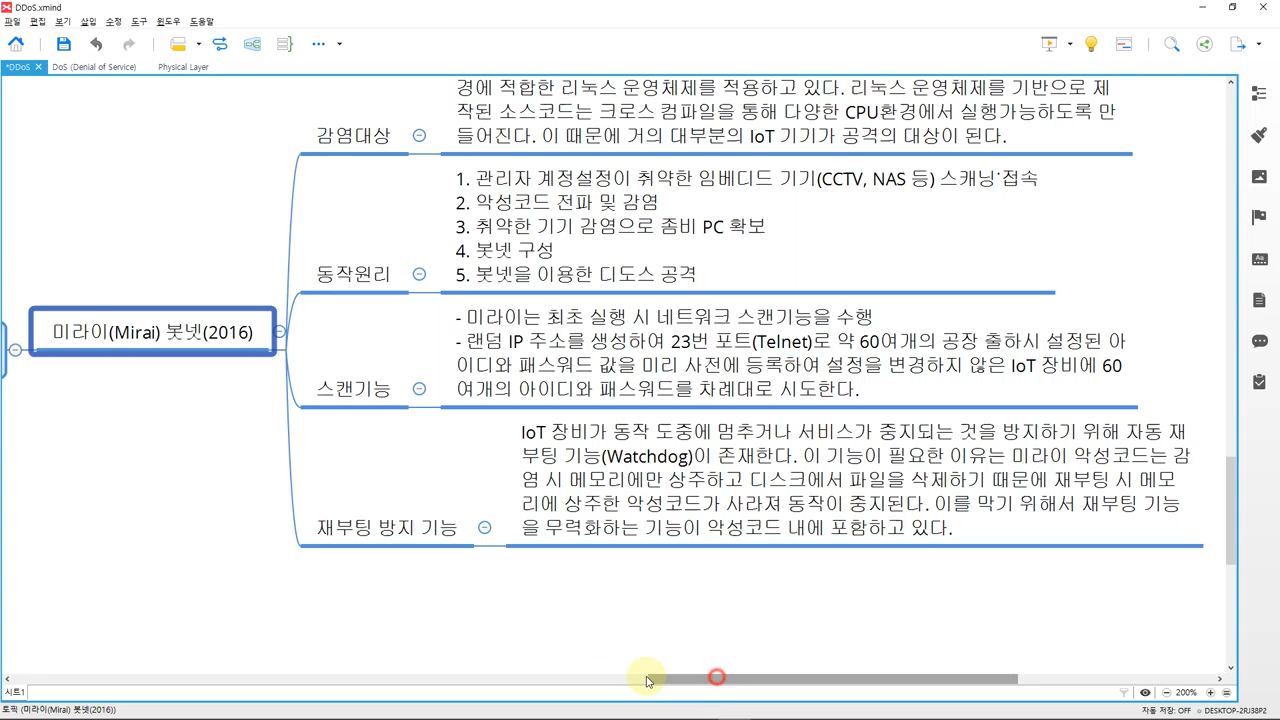 DDoS.xmind
파일 편집 보기 삽입 수정 도구 윈도우 도움말
*DDoS DoS (Denial of Service) Physical Layer
경에 적합한 리눅스 운영체제를 적용하고 있다. 리눅스 운영체제를 기반으로 제
작된 소스코드는 크로스 컴파일을 통해 다양한 CPU환경에서 실행가능하도록 만
들어진다. 이 때문에 거의 대부분의 IoT 기기가 공격의 대상이 된다.
감염대상
1. 관리자 계정설정이 취약한 임베디드 기기(CCTV, NAS 등) 스캐닝˙접속
2. 악성코드 전파 및 감염
3. 취약한 기기 감염으로 좀비 PC 확보
4. 봇넷 구성
5. 봇넷을 이용한 디도스 공격
동작원리
미라이(Mirai) 봇넷(2016)
- 미라이는 최초 실행 시 네트워크 스캔기능을 수행
- 랜덤 IP 주소를 생성하여 23번 포트(Telnet)로 약 60여개의 공장 출하시 설정된 아
이디와 패스워드 값을 미리 사전에 등록하여 설정을 변경하지 않은 IoT 장비에 60
여개의 아이디와 패스워드를 차례대로 시도한다.
스캔기능
IoT 장비가 동작 도중에 멈추거나 서비스가 중지되는 것을 방지하기 위해 자동 재
부팅 기능(Watchdog)이 존재한다. 이 기능이 필요한 이유는 미라이 악성코드는 감
염 시 메모리에만 상주하고 디스크에서 파일을 삭제하기 때문에 재부팅 시 메모
리에 상주한 악성코드가 사라져 동작이 중지된다. 이를 막기 위해서 재부팅 기능
을 무력화하는 기능이 악성코드 내에 포함하고 있다.
재부팅 방지 기능
시트1
200%
토픽 (미라이(Mirai) 봇넷(2016))
자동 저장: OFF DESKTOP-2RJ38P2